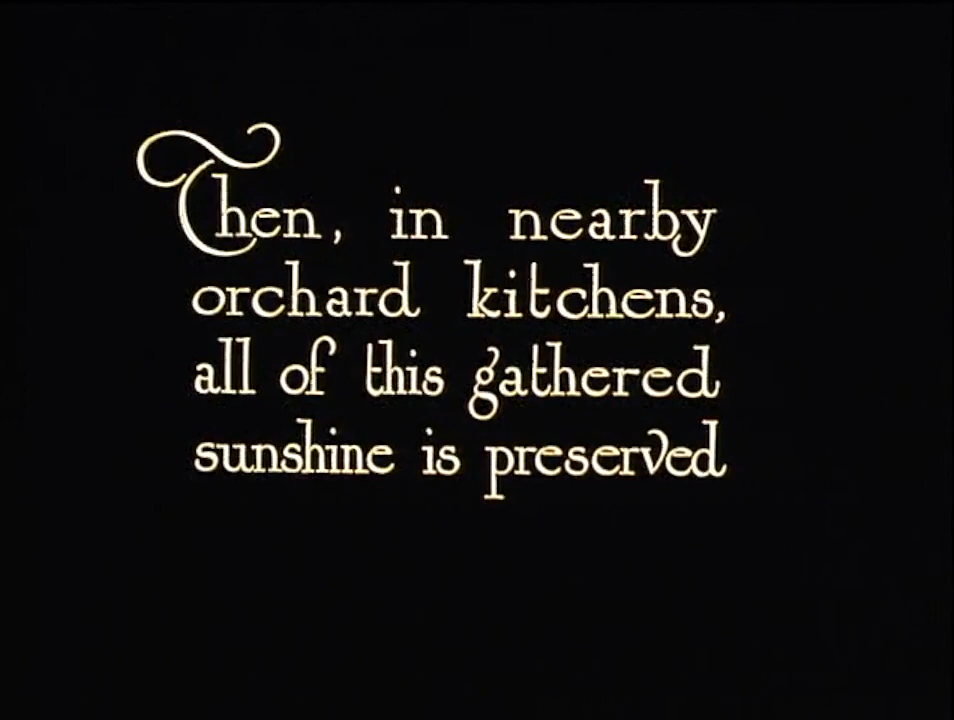 Then, in nearby
orchard kitchens,
all of this gathered
sunshine is preserved